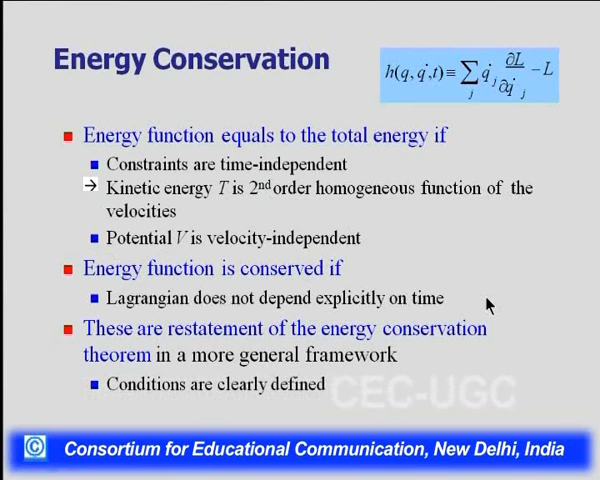 Energy Conservation
h(q, q̇, t) ≡ ∑_j q̇_j ∂L/∂q̇_j − L
Energy function equals to the total energy if
Constraints are time-independent
→ Kinetic energy T is 2nd order homogeneous function of the
velocities
Potential V is velocity-independent
Energy function is conserved if
Lagrangian does not depend explicitly on time
These are restatement of the energy conservation
theorem in a more general framework
Conditions are clearly defined
CEC-UGC
© Consortium for Educational Communication, New Delhi, India